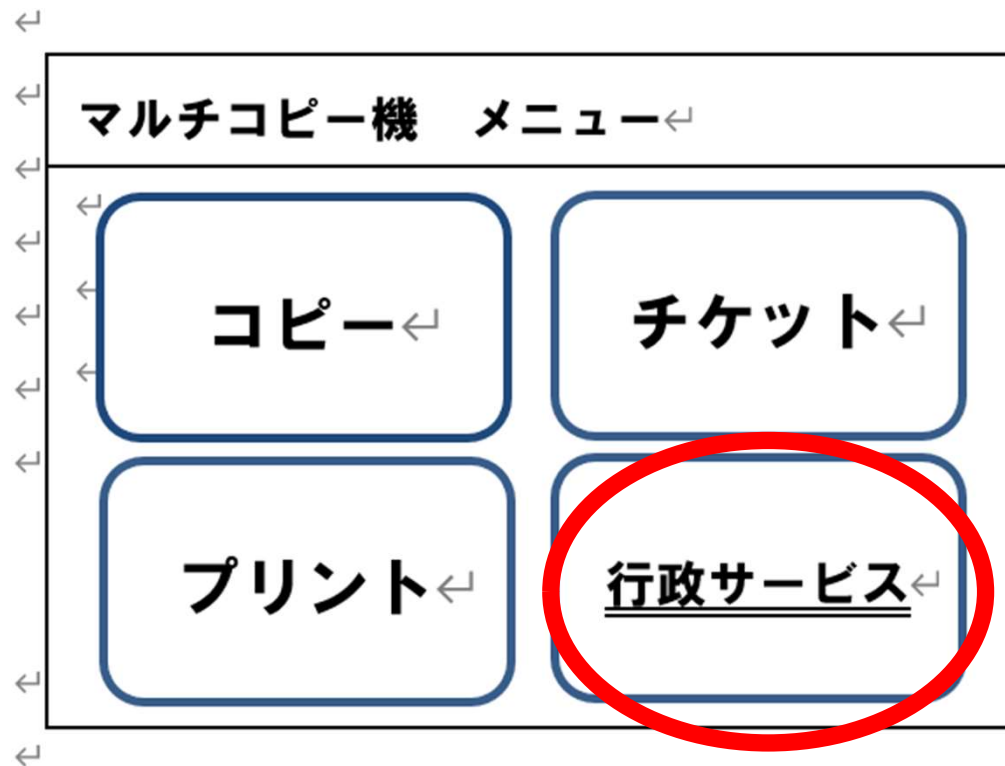 マルチコピー機　メニュー
コピー
チケット
プリント
行政サービス